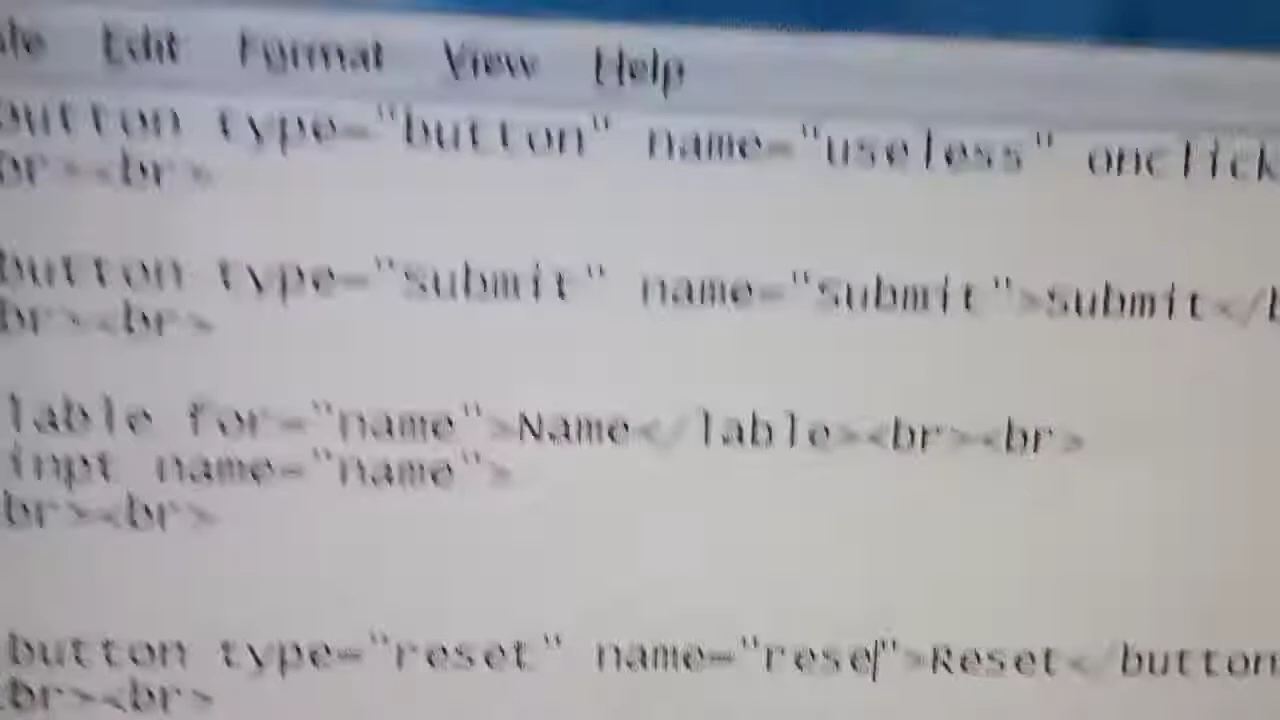 Edit Format View Help
button type="button" name="useless" onclick
br><br>
button type="submit" name="submit">Submit</b
br><br>
lable for="name">Name</lable><br><br>
inpt name="name">
br><br>
button type="reset" name="rese">Reset</button
<br><br>